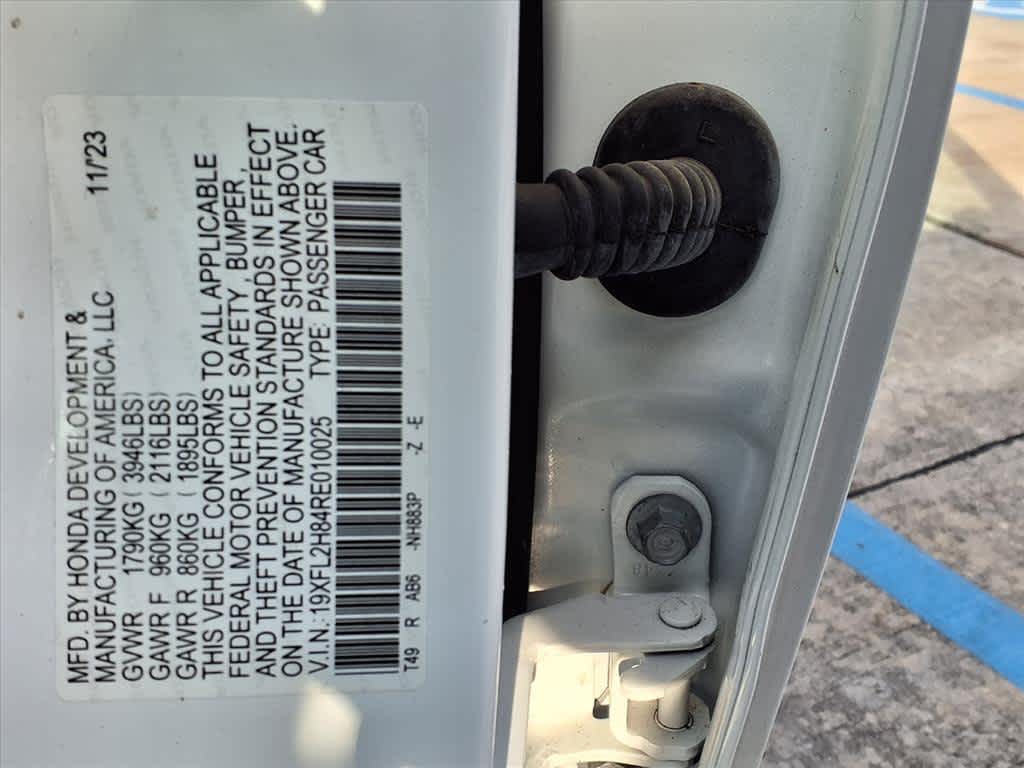 MFD. BY HONDA DEVELOPMENT & 11/'23
MANUFACTURING OF AMERICA, LLC
GVWR 1790KG ( 3946LBS)
GAWR F 960KG ( 2116LBS)
GAWR R 860KG ( 1895LBS)
THIS VEHICLE CONFORMS TO ALL APPLICABLE
FEDERAL MOTOR VEHICLE SAFETY, BUMPER,
AND THEFT PREVENTION STANDARDS IN EFFECT
ON THE DATE OF MANUFACTURE SHOWN ABOVE.
V.I.N.:19XFL2H84RE010025 TYPE: PASSENGER CAR
T49 R AB6 -NH883P -Z -E
L